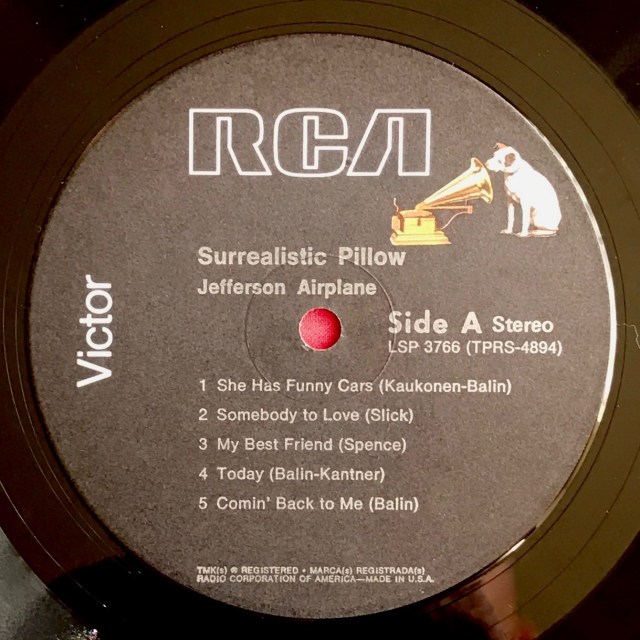 RCA
Victor
Surrealistic Pillow
Jefferson Airplane
Side A Stereo
LSP 3766 (TPRS-4894)
1 She Has Funny Cars (Kaukonen-Balin)
2 Somebody to Love (Slick)
3 My Best Friend (Spence)
4 Today (Balin-Kantner)
5 Comin' Back to Me (Balin)
TMK(s) ® REGISTERED • MARCA(s) REGISTRADA(s)
RADIO CORPORATION OF AMERICA—MADE IN U.S.A.